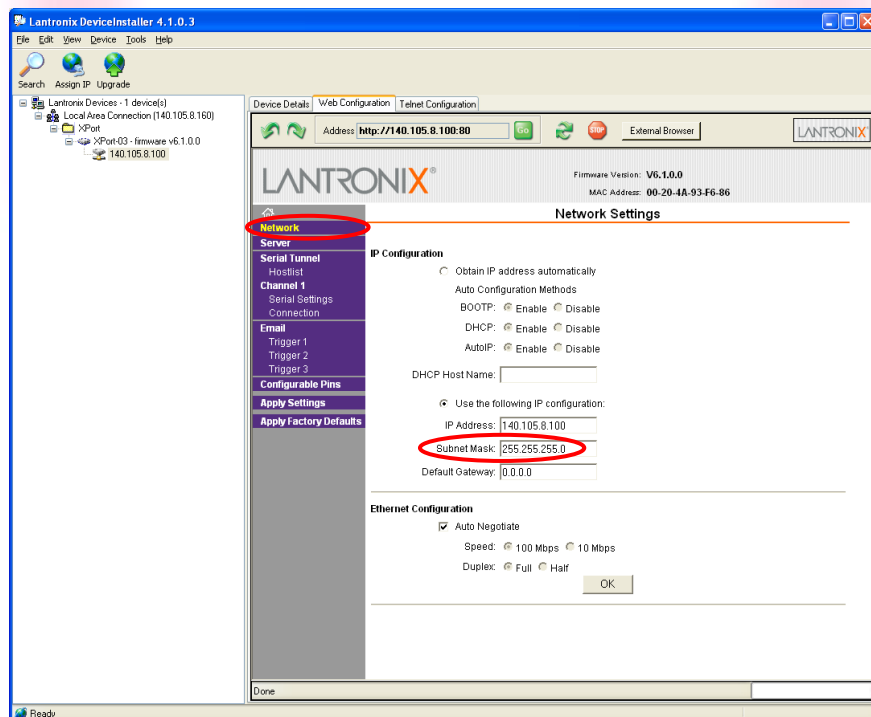 Lantronix DeviceInstaller 4.1.0.3
File Edit View Device Tools Help
Search Assign IP Upgrade
Lantronix Devices - 1 device(s)
Local Area Connection (140.105.8.160)
XPort
XPort-03 - firmware v6.1.0.0
140.105.8.100
Device Details Web Configuration Telnet Configuration
Address http://140.105.8.100:80 Go STOP External Browser LANTRONIX®
LANTRONIX®
Firmware Version: V6.1.0.0
MAC Address: 00-20-4A-93-F6-86
Network
Server
Serial Tunnel
Hostlist
Channel 1
Serial Settings
Connection
Email
Trigger 1
Trigger 2
Trigger 3
Configurable Pins
Apply Settings
Apply Factory Defaults
Network Settings
IP Configuration
Obtain IP address automatically
Auto Configuration Methods
BOOTP: Enable Disable
DHCP: Enable Disable
AutoIP: Enable Disable
DHCP Host Name:
Use the following IP configuration:
IP Address: 140.105.8.100
Subnet Mask: 255.255.255.0
Default Gateway: 0.0.0.0
Ethernet Configuration
Auto Negotiate
Speed: 100 Mbps 10 Mbps
Duplex: Full Half
OK
Done
Ready